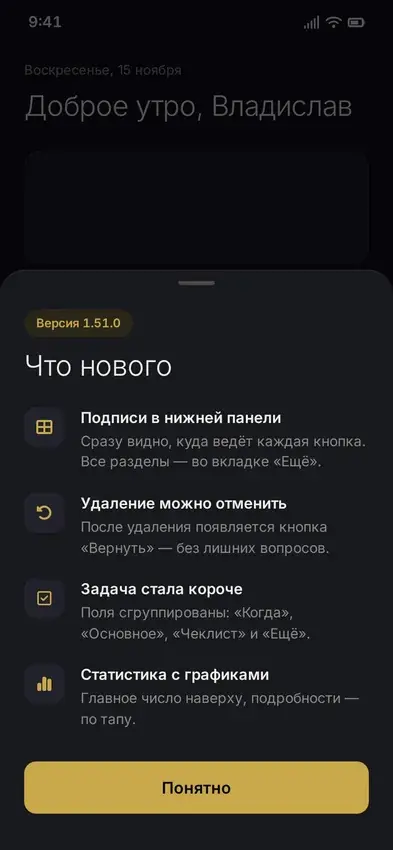 9:41
Воскресенье, 15 ноября
Доброе утро, Владислав
Версия 1.51.0
Что нового
Подписи в нижней панели
Сразу видно, куда ведёт каждая кнопка.
Все разделы — во вкладке «Ещё».
Удаление можно отменить
После удаления появляется кнопка
«Вернуть» — без лишних вопросов.
Задача стала короче
Поля сгруппированы: «Когда»,
«Основное», «Чеклист» и «Ещё».
Статистика с графиками
Главное число наверху, подробности —
по тапу.
Понятно